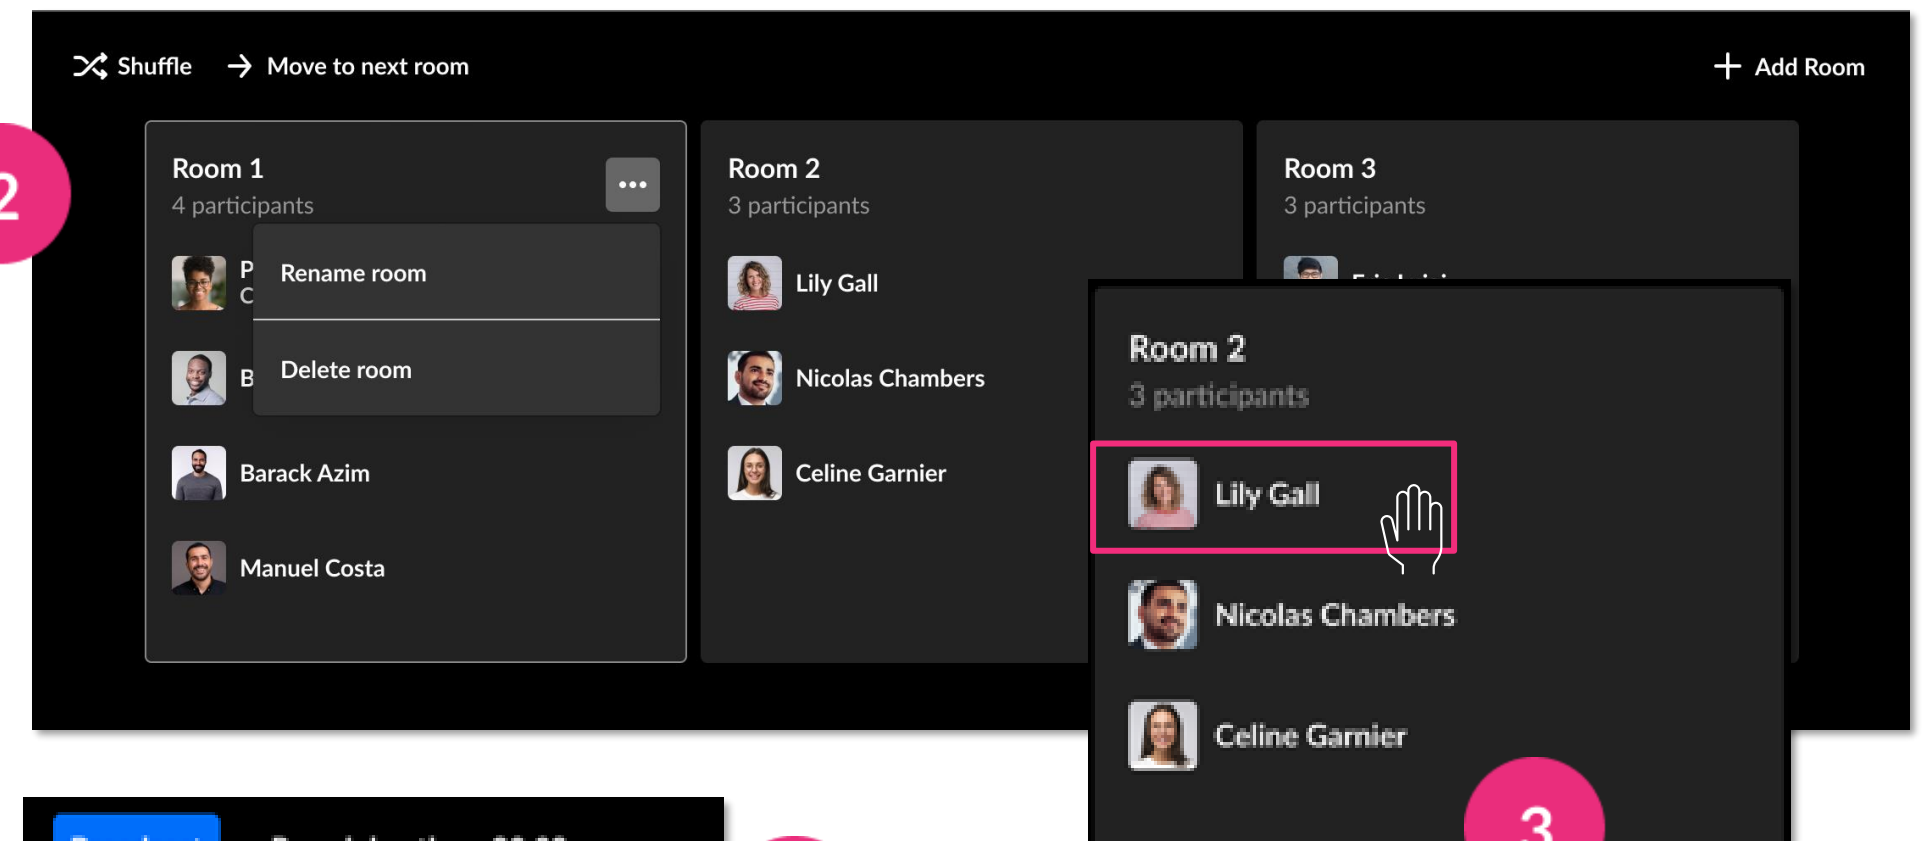 Shuffle
Move to next room
Add Room
2
Room 1
4 participants
Rename room
Delete room
Barack Azim
Manuel Costa
Room 2
3 participants
Lily Gall
Nicolas Chambers
Celine Garnier
Room 3
3 participants
Room 2
3 participants
Lily Gall
Nicolas Chambers
Celine Garnier
3